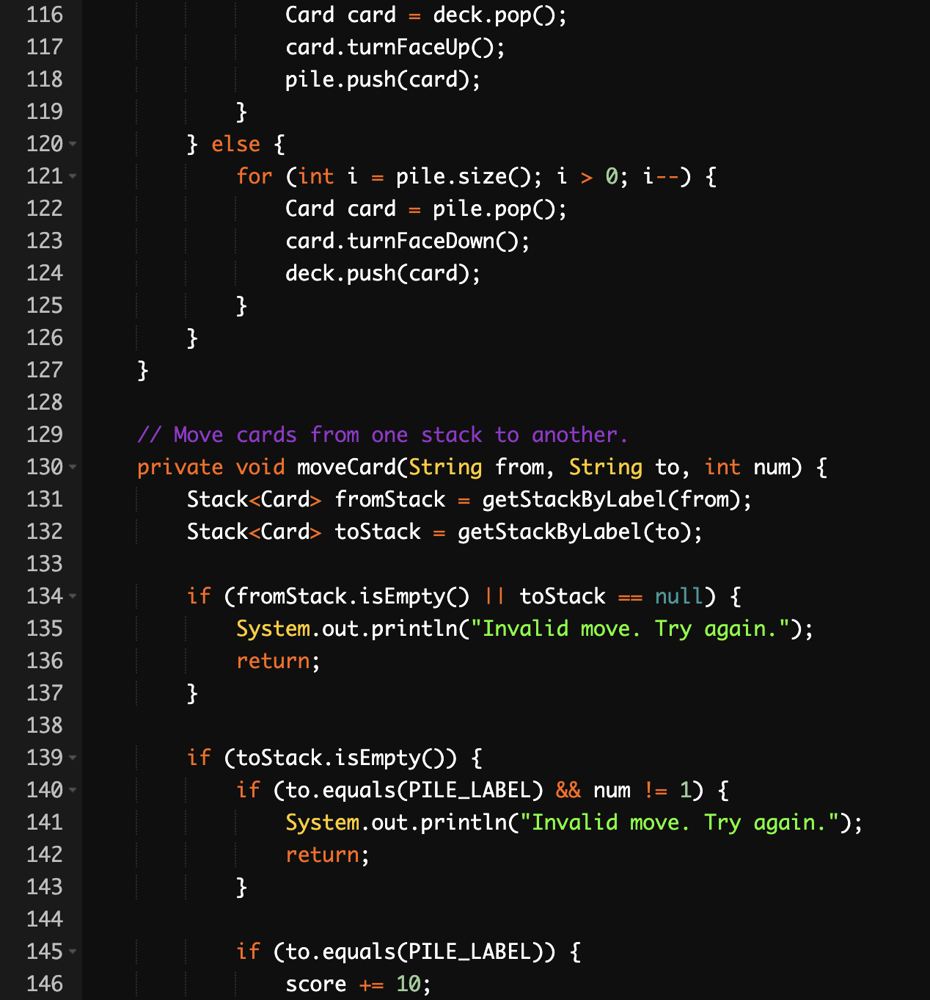 116                 Card card = deck.pop();
117                 card.turnFaceUp();
118                 pile.push(card);
119             }
120         } else {
121             for (int i = pile.size(); i > 0; i--) {
122                 Card card = pile.pop();
123                 card.turnFaceDown();
124                 deck.push(card);
125             }
126         }
127     }
128
129     // Move cards from one stack to another.
130     private void moveCard(String from, String to, int num) {
131         Stack<Card> fromStack = getStackByLabel(from);
132         Stack<Card> toStack = getStackByLabel(to);
133
134         if (fromStack.isEmpty() || toStack == null) {
135             System.out.println("Invalid move. Try again.");
136             return;
137         }
138
139         if (toStack.isEmpty()) {
140             if (to.equals(PILE_LABEL) && num != 1) {
141                 System.out.println("Invalid move. Try again.");
142                 return;
143             }
144
145             if (to.equals(PILE_LABEL)) {
146                 score += 10;